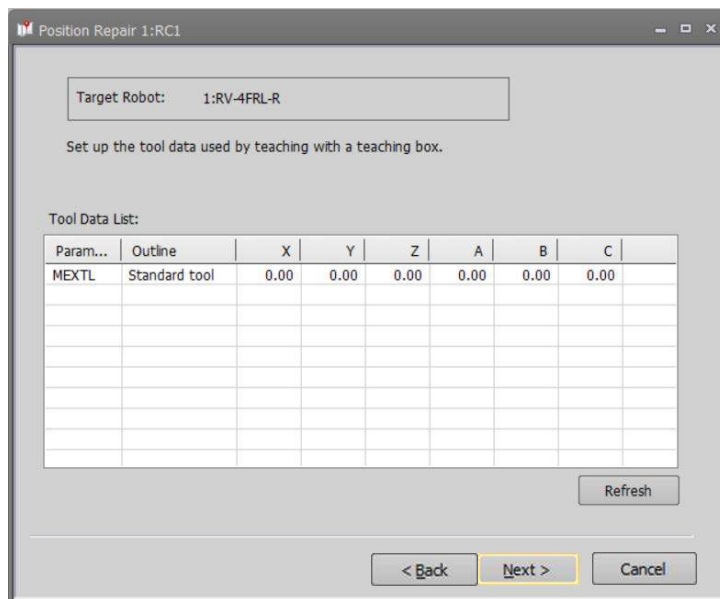 Position Repair 1:RC1
Target Robot: 1:RV-4FRL-R
Set up the tool data used by teaching with a teaching box.
Tool Data List:
Param... Outline X Y Z A B C
MEXTL Standard tool 0.00 0.00 0.00 0.00 0.00 0.00
Refresh
< Back Next > Cancel